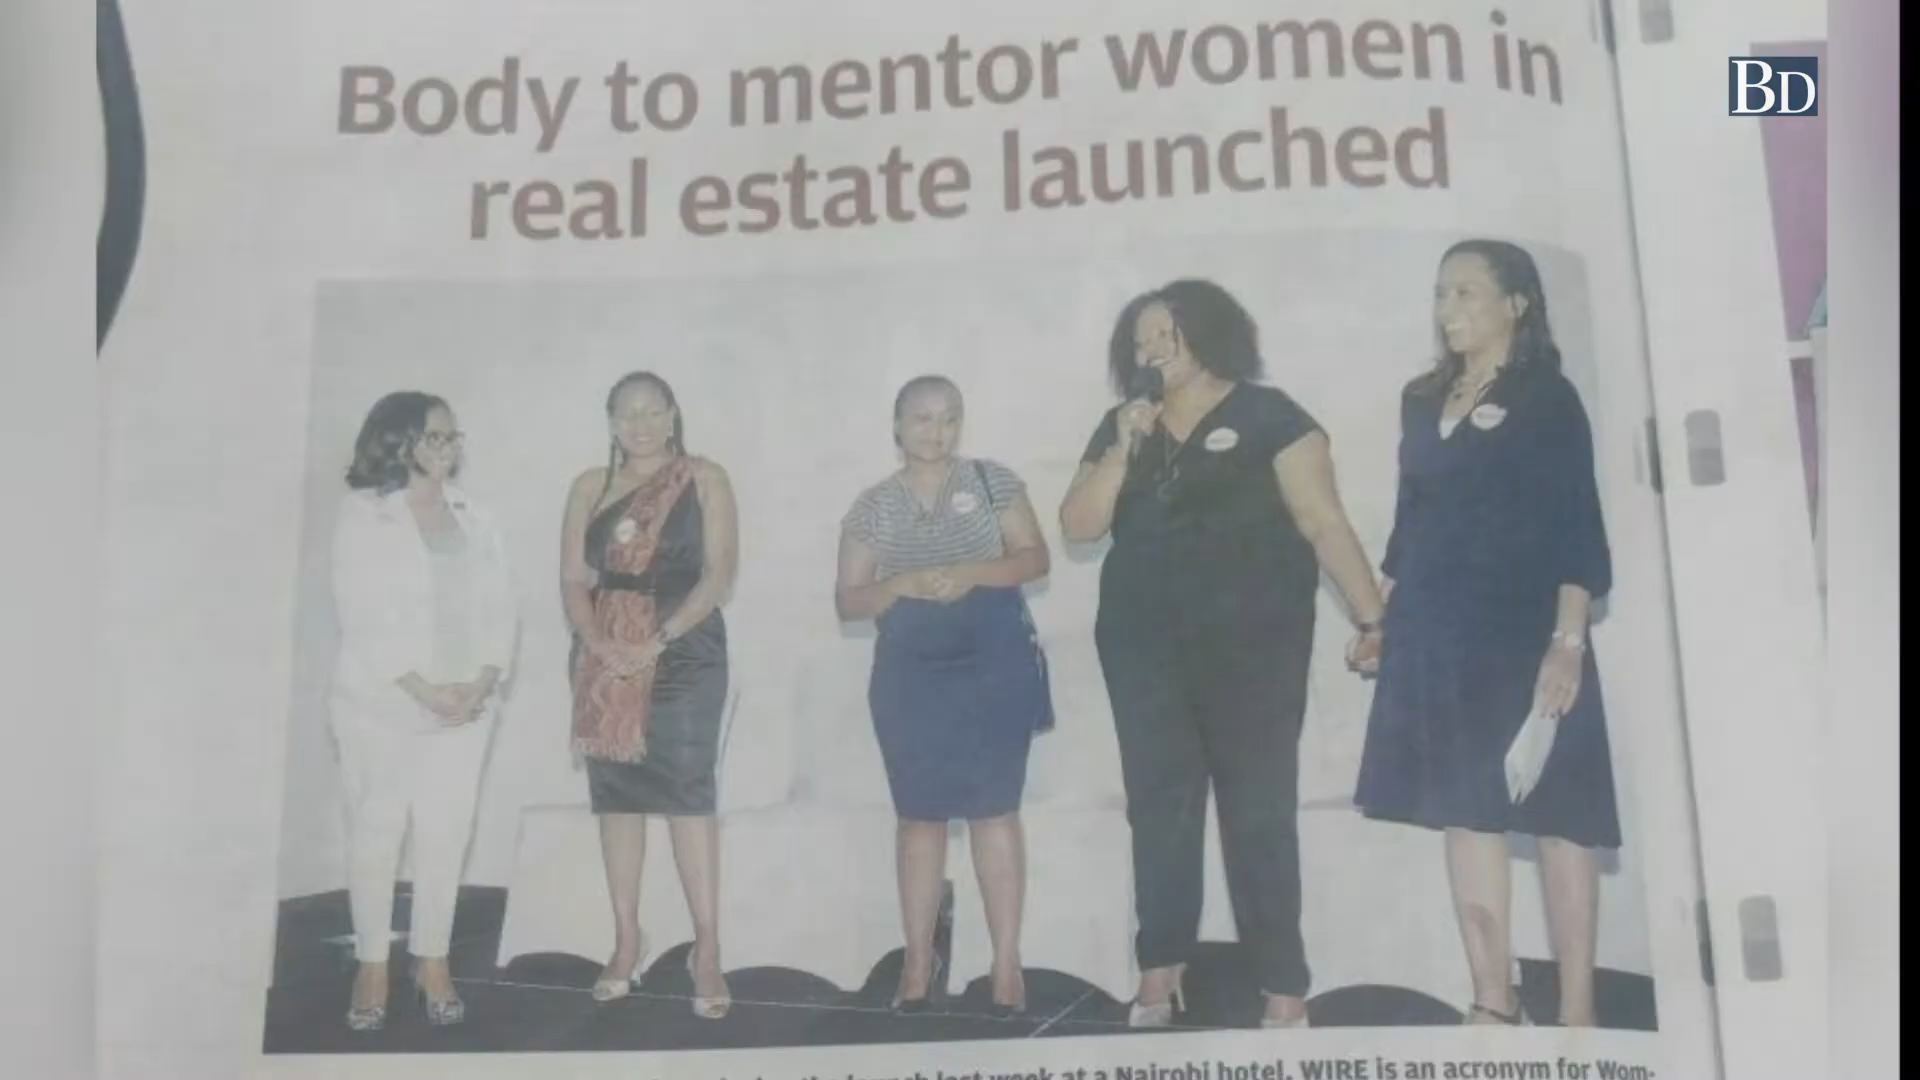 Body to mentor women in
real estate launched
BD
launch last week at a Nairobi hotel. WIRE is an acronym for Wom-